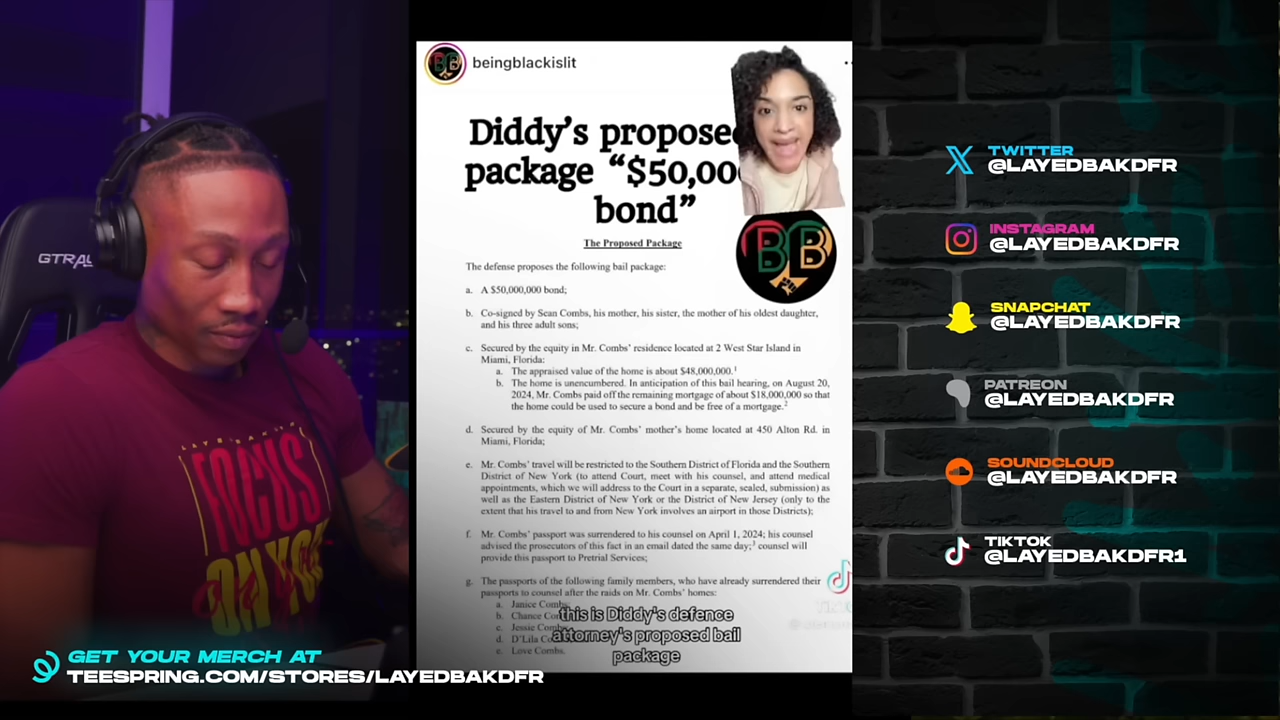 beingblackislit
Diddy's propose
package "$50,00
bond"
BB
The Proposed Package
The defense proposes the following bail package:
a. A $50,000,000 bond;
b. Co-signed by Sean Combs, his mother, his sister, the mother of his oldest daughter,
and his three adult sons;
c. Secured by the equity in Mr. Combs' residence located at 2 West Star Island in
Miami, Florida:
a. The appraised value of the home is about $48,000,000.1
b. The home is unencumbered. In anticipation of this bail hearing, on August 20,
2024, Mr. Combs paid off the remaining mortgage of about $18,000,000 so that
the home could be used to secure a bond and be free of a mortgage.2
d. Secured by the equity of Mr. Combs' mother's home located at 450 Alton Rd. in
Miami, Florida;
e. Mr. Combs' travel will be restricted to the Southern District of Florida and the Southern
District of New York (to attend Court, meet with his counsel, and attend medical
appointments, which we will address to the Court in a separate, sealed, submission) as
well as the Eastern District of New York or the District of New Jersey (only to the
extent that his travel to and from New York involves an airport in those Districts);
f. Mr. Combs' passport was surrendered to his counsel on April 1, 2024; his counsel
advised the prosecutors of this fact in an email dated the same day;3 counsel will
provide this passport to Pretrial Services;
g. The passports of the following family members, who have already surrendered their
passports to counsel after the raids on Mr. Combs' homes:
a. Janice Combs
b. Chance Co
c. Jessie Comb
d. D'Lila Co
e. Love Combs.
this is Diddy's defence
attorney's proposed bail
package
FOCUS
ON YO
GET YOUR MERCH AT
TEESPRING.COM/STORES/LAYEDBAKDFR
TWITTER
@LAYEDBAKDFR
INSTAGRAM
@LAYEDBAKDFR
SNAPCHAT
@LAYEDBAKDFR
PATREON
@LAYEDBAKDFR
SOUNDCLOUD
@LAYEDBAKDFR
TIKTOK
@LAYEDBAKDFR1